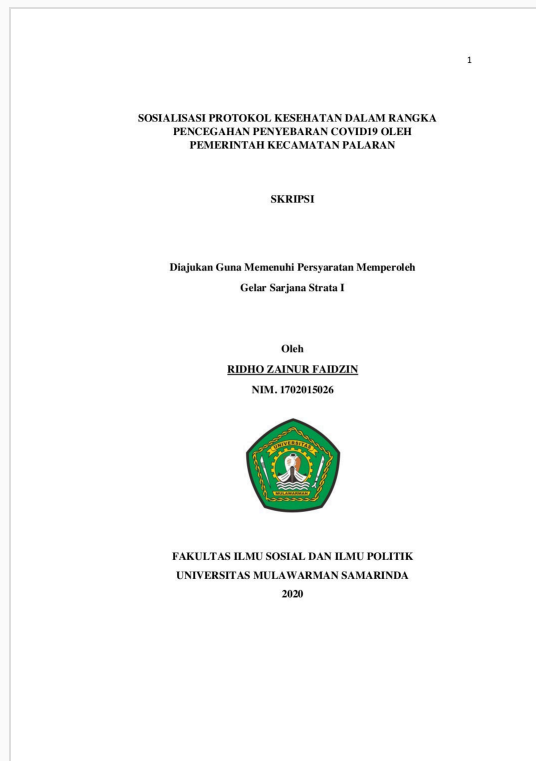 1
SOSIALISASI PROTOKOL KESEHATAN DALAM RANGKA
PENCEGAHAN PENYEBARAN COVID19 OLEH
PEMERINTAH KECAMATAN PALARAN
SKRIPSI
Diajukan Guna Memenuhi Persyaratan Memperoleh
Gelar Sarjana Strata I
Oleh
RIDHO ZAINUR FAIDZIN
NIM. 1702015026
UNIVERSITAS
MULAWARMAN
FAKULTAS ILMU SOSIAL DAN ILMU POLITIK
UNIVERSITAS MULAWARMAN SAMARINDA
2020